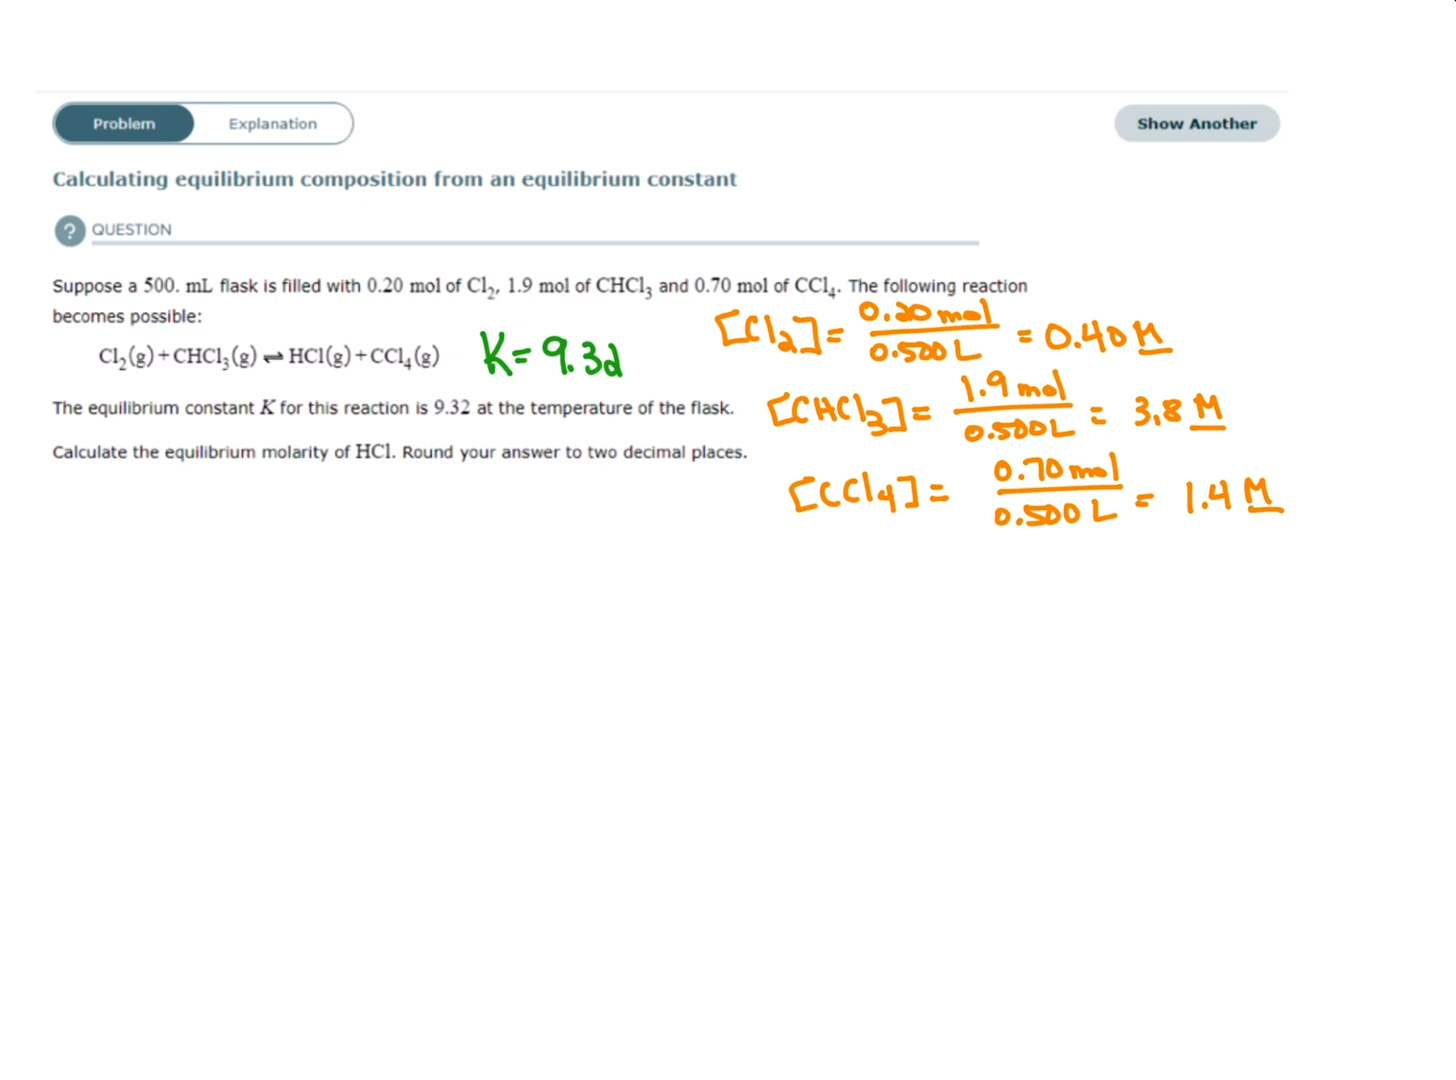 Problem Explanation Show Another
Calculating equilibrium composition from an equilibrium constant
? QUESTION
Suppose a 500. mL flask is filled with 0.20 mol of Cl₂, 1.9 mol of CHCl₃ and 0.70 mol of CCl₄. The following reaction
becomes possible:
Cl₂(g) + CHCl₃(g) ⇌ HCl(g) + CCl₄(g)
K = 9.32
The equilibrium constant K for this reaction is 9.32 at the temperature of the flask.
Calculate the equilibrium molarity of HCl. Round your answer to two decimal places.
[Cl₂] = 0.20 mol / 0.500 L = 0.40 M
[CHCl₃] = 1.9 mol / 0.500 L = 3.8 M
[CCl₄] = 0.70 mol / 0.500 L = 1.4 M